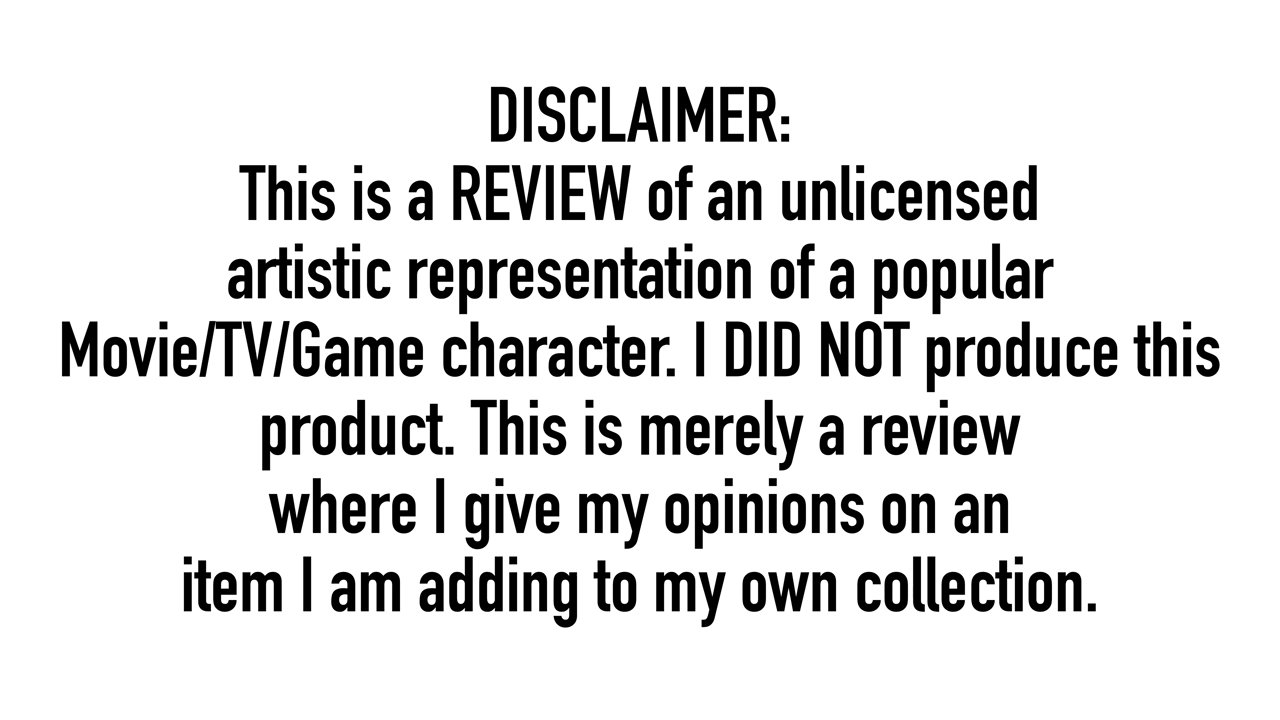 DISCLAIMER:
This is a REVIEW of an unlicensed
artistic representation of a popular
Movie/TV/Game character. I DID NOT produce this
product. This is merely a review
where I give my opinions on an
item I am adding to my own collection.